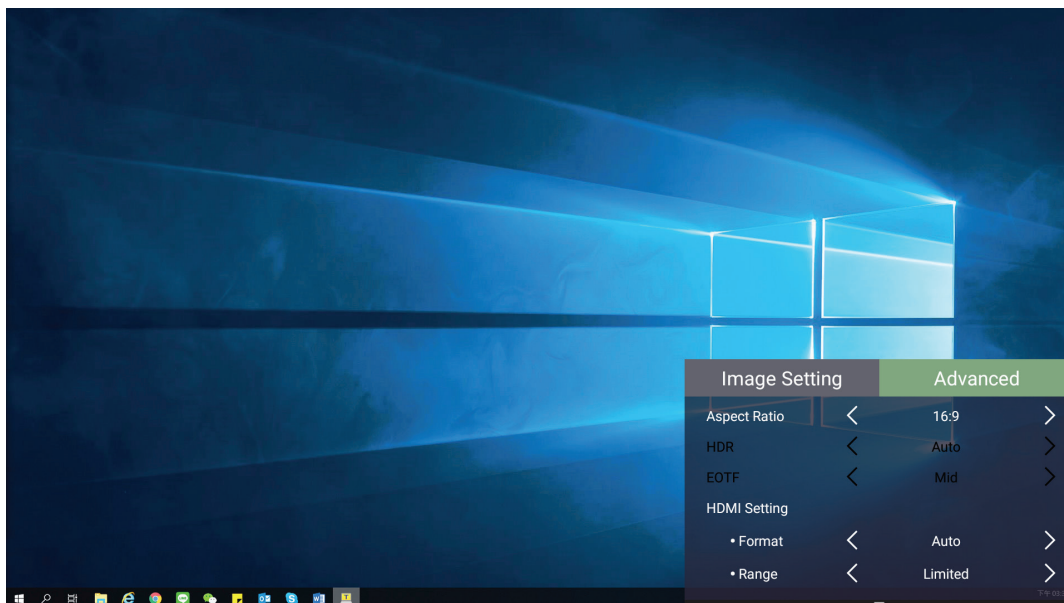 Image Setting Advanced
Aspect Ratio 16:9
HDR Auto
EOTF Mid
HDMI Setting
• Format Auto
• Range Limited